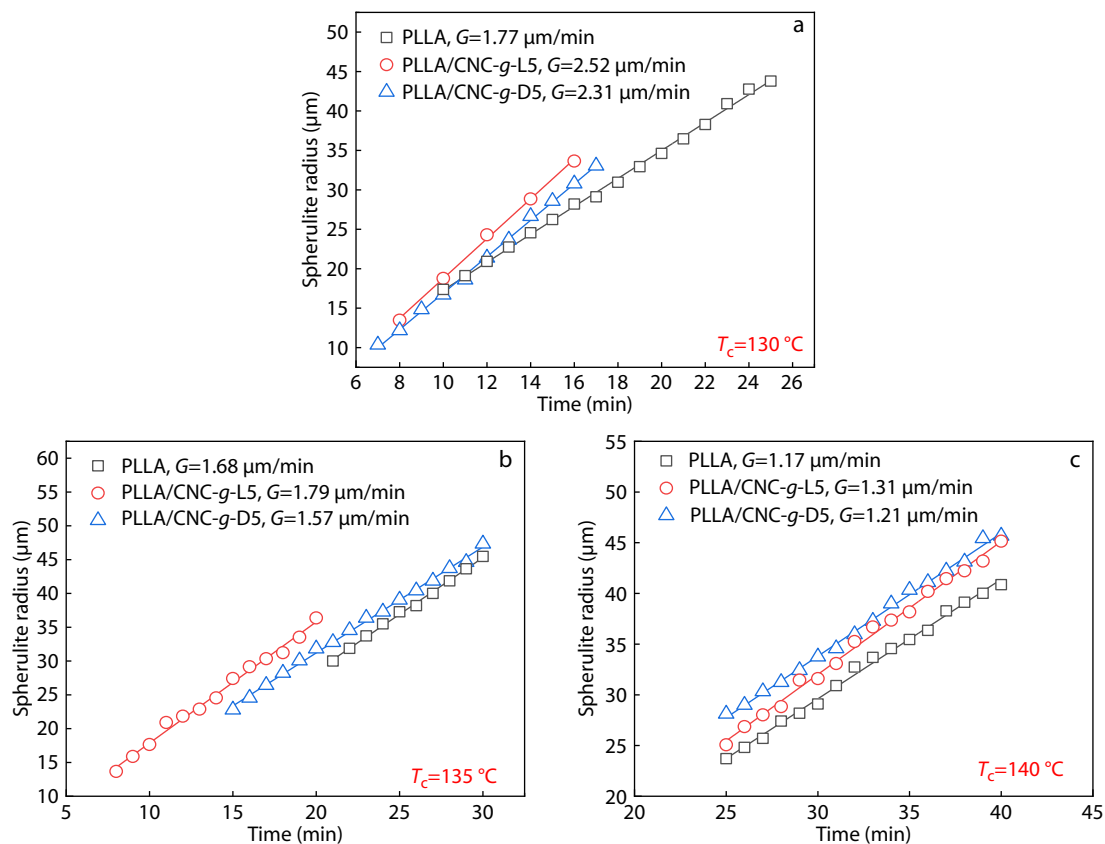 a
PLLA, G=1.77 μm/min
PLLA/CNC-g-L5, G=2.52 μm/min
PLLA/CNC-g-D5, G=2.31 μm/min
Spherulite radius (μm)
50
45
40
35
30
25
20
15
10
Tc=130 °C
6 8 10 12 14 16 18 20 22 24 26
Time (min)
b
PLLA, G=1.68 μm/min
PLLA/CNC-g-L5, G=1.79 μm/min
PLLA/CNC-g-D5, G=1.57 μm/min
Spherulite radius (μm)
60
55
50
45
40
35
30
25
20
15
10
Tc=135 °C
5 10 15 20 25 30
Time (min)
c
PLLA, G=1.17 μm/min
PLLA/CNC-g-L5, G=1.31 μm/min
PLLA/CNC-g-D5, G=1.21 μm/min
Spherulite radius (μm)
55
50
45
40
35
30
25
20
Tc=140 °C
20 25 30 35 40 45
Time (min)